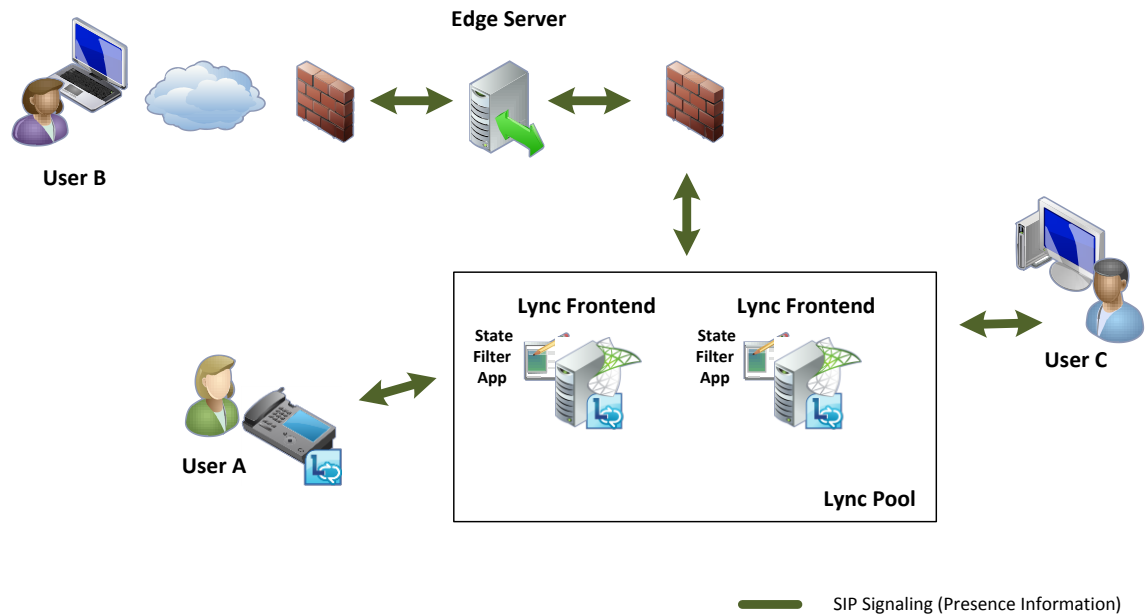 Edge Server
User B
Lync Frontend
Lync Frontend
State
Filter
App
State
Filter
App
User C
User A
Lync Pool
SIP Signaling (Presence Information)